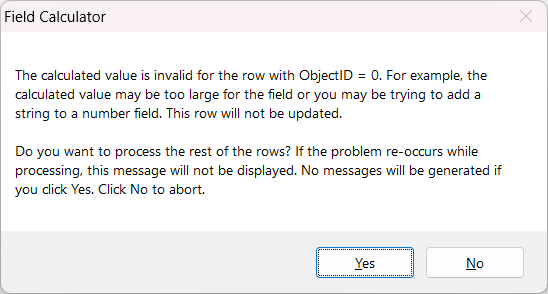 Field Calculator
The calculated value is invalid for the row with ObjectID = 0. For example, the
calculated value may be too large for the field or you may be trying to add a
string to a number field. This row will not be updated.
Do you want to process the rest of the rows? If the problem re-occurs while
processing, this message will not be displayed. No messages will be generated if
you click Yes. Click No to abort.
Yes
No